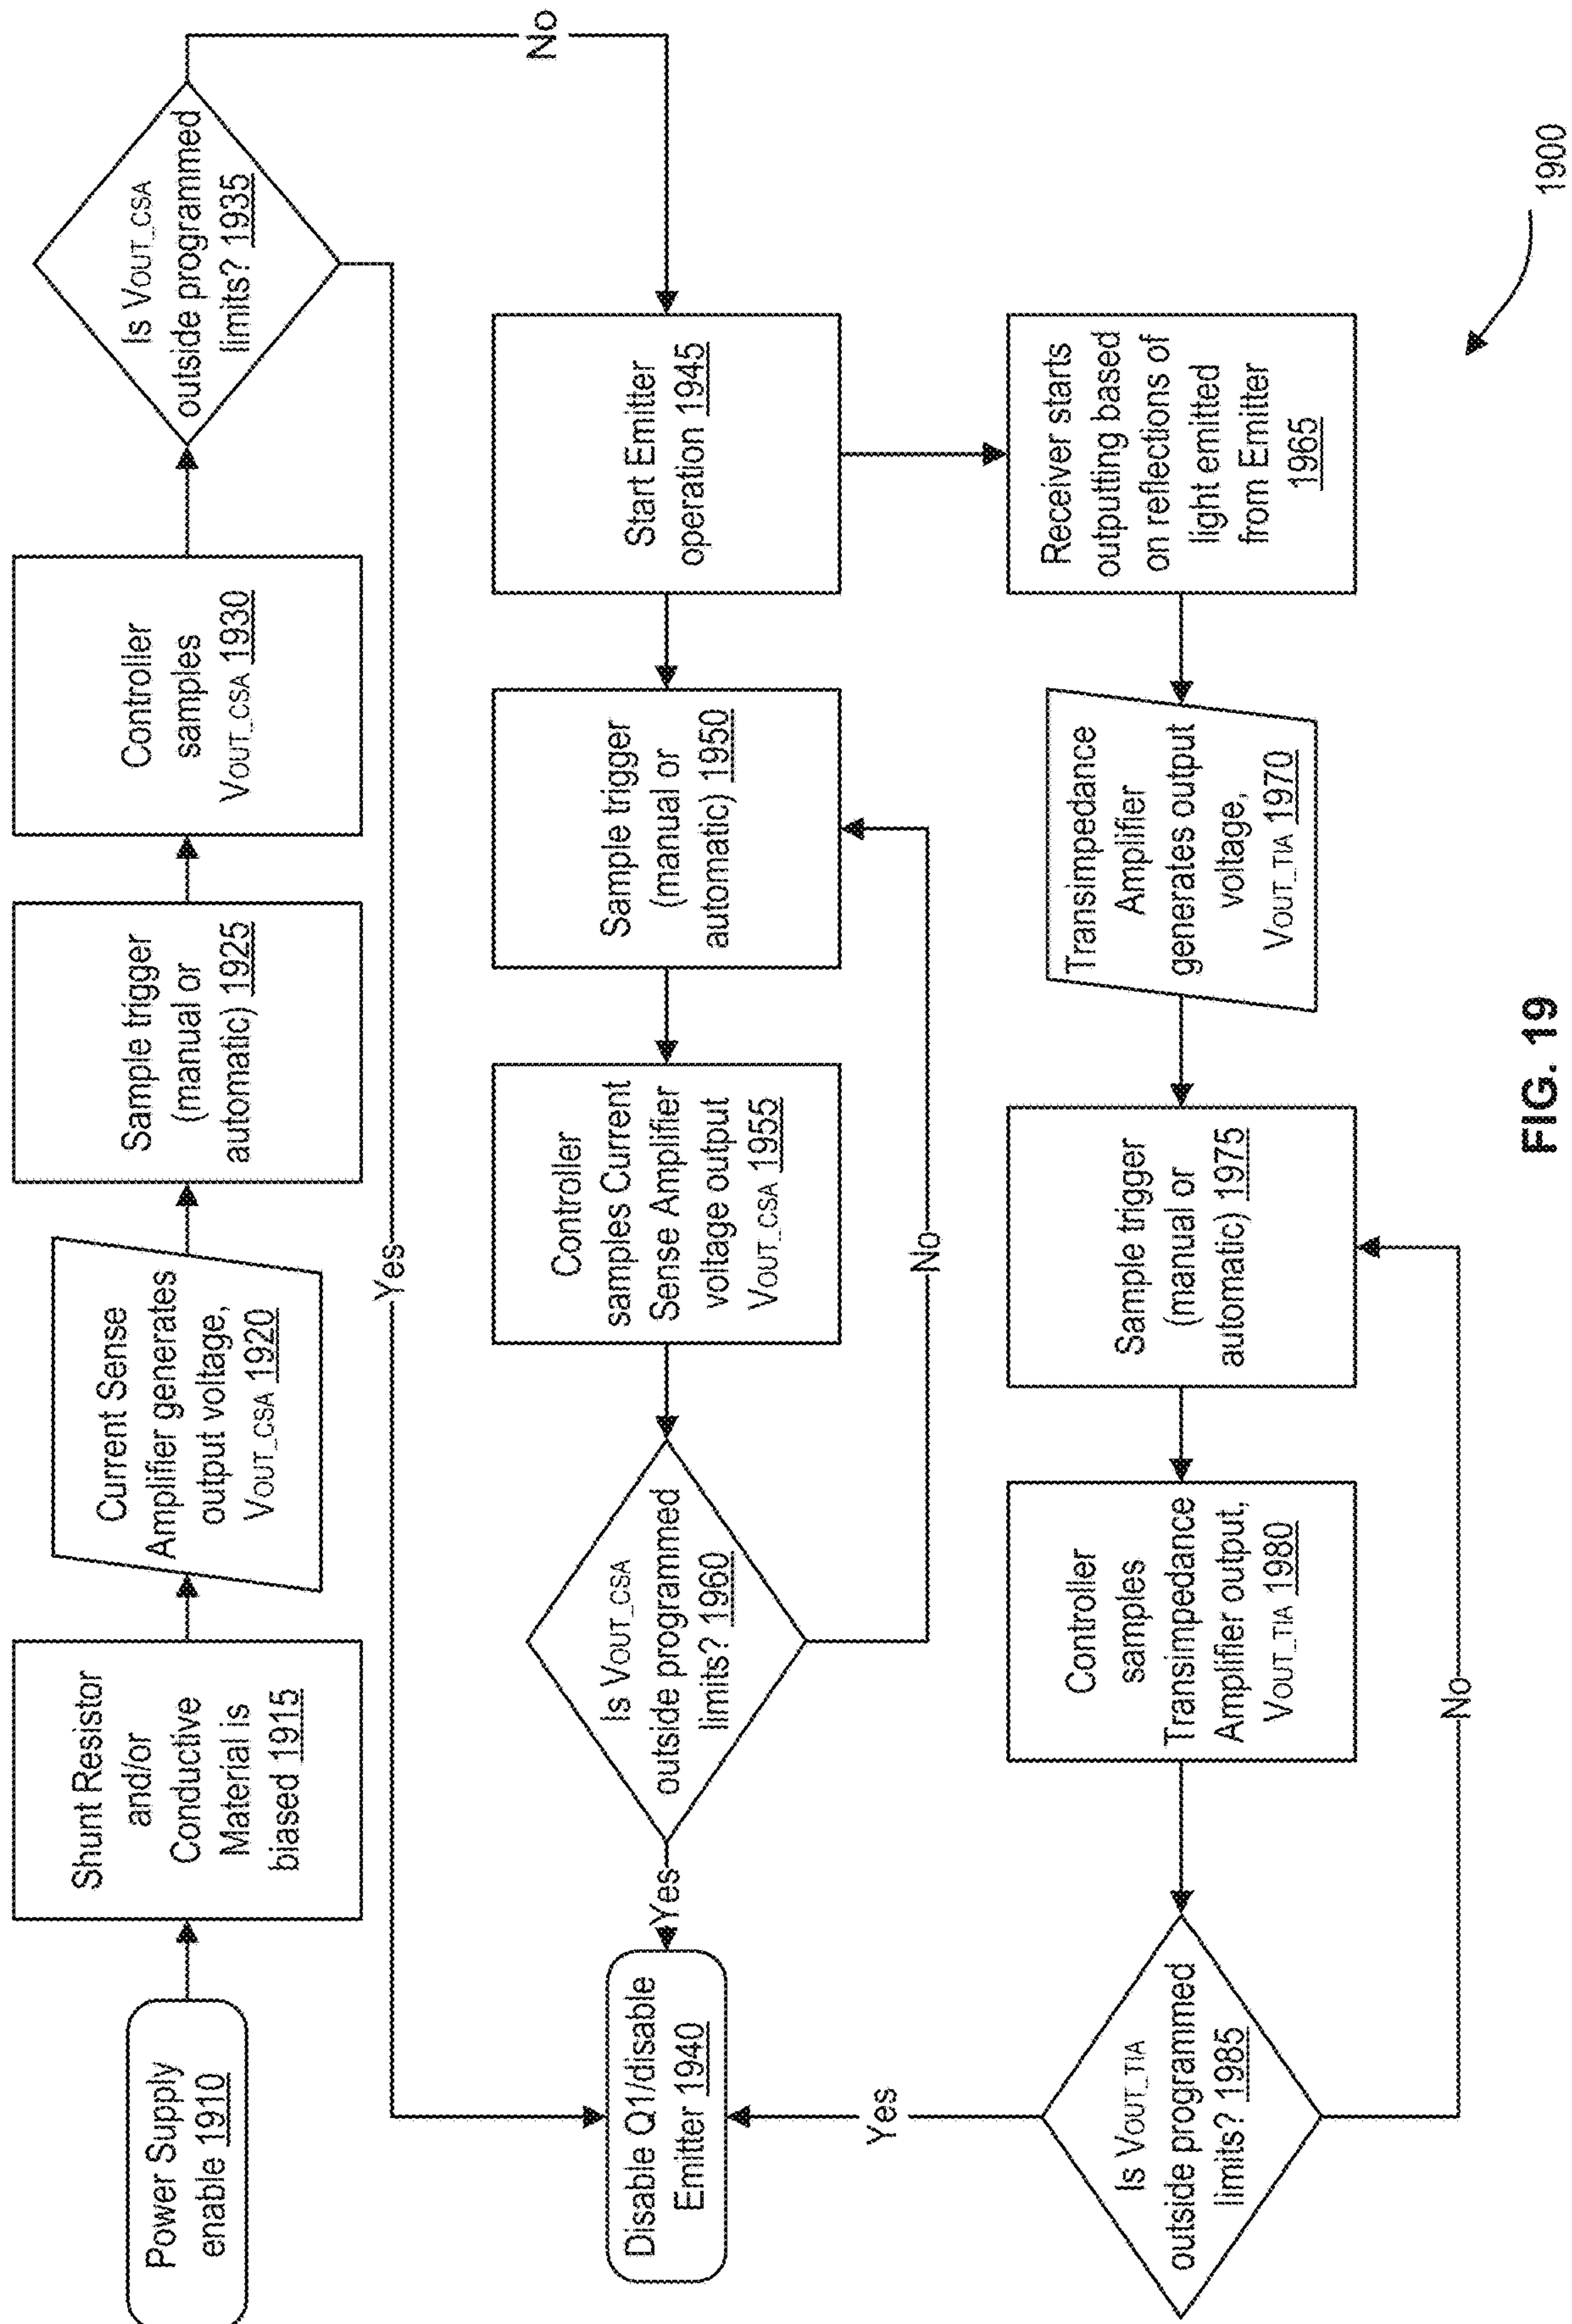 Power Supply
enable 1910
Shunt Resistor
and/or
Conductive
Material is
biased 1915
Current Sense
Amplifier generates
output voltage,
VOUT_CSA 1920
Sample trigger
(manual or
automatic) 1925
Controller
samples
VOUT_CSA 1930
Is VOUT_CSA
outside programmed
limits? 1935
Yes
No
Disable Q1/disable
Emitter 1940
Yes
Is VOUT_CSA
outside programmed
limits? 1960
Controller
samples Current
Sense Amplifier
voltage output
VOUT_CSA 1955
Sample trigger
(manual or
automatic) 1950
Start Emitter
operation 1945
No
Yes
Is VOUT_TIA
outside programmed
limits? 1985
Controller
samples
Transimpedance
Amplifier output,
VOUT_TIA 1980
Sample trigger
(manual or
automatic) 1975
Transimpedance
Amplifier
generates output
voltage,
VOUT_TIA 1970
Receiver starts
outputting based
on reflections of
light emitted
from Emitter
1965
No
1900
FIG. 19